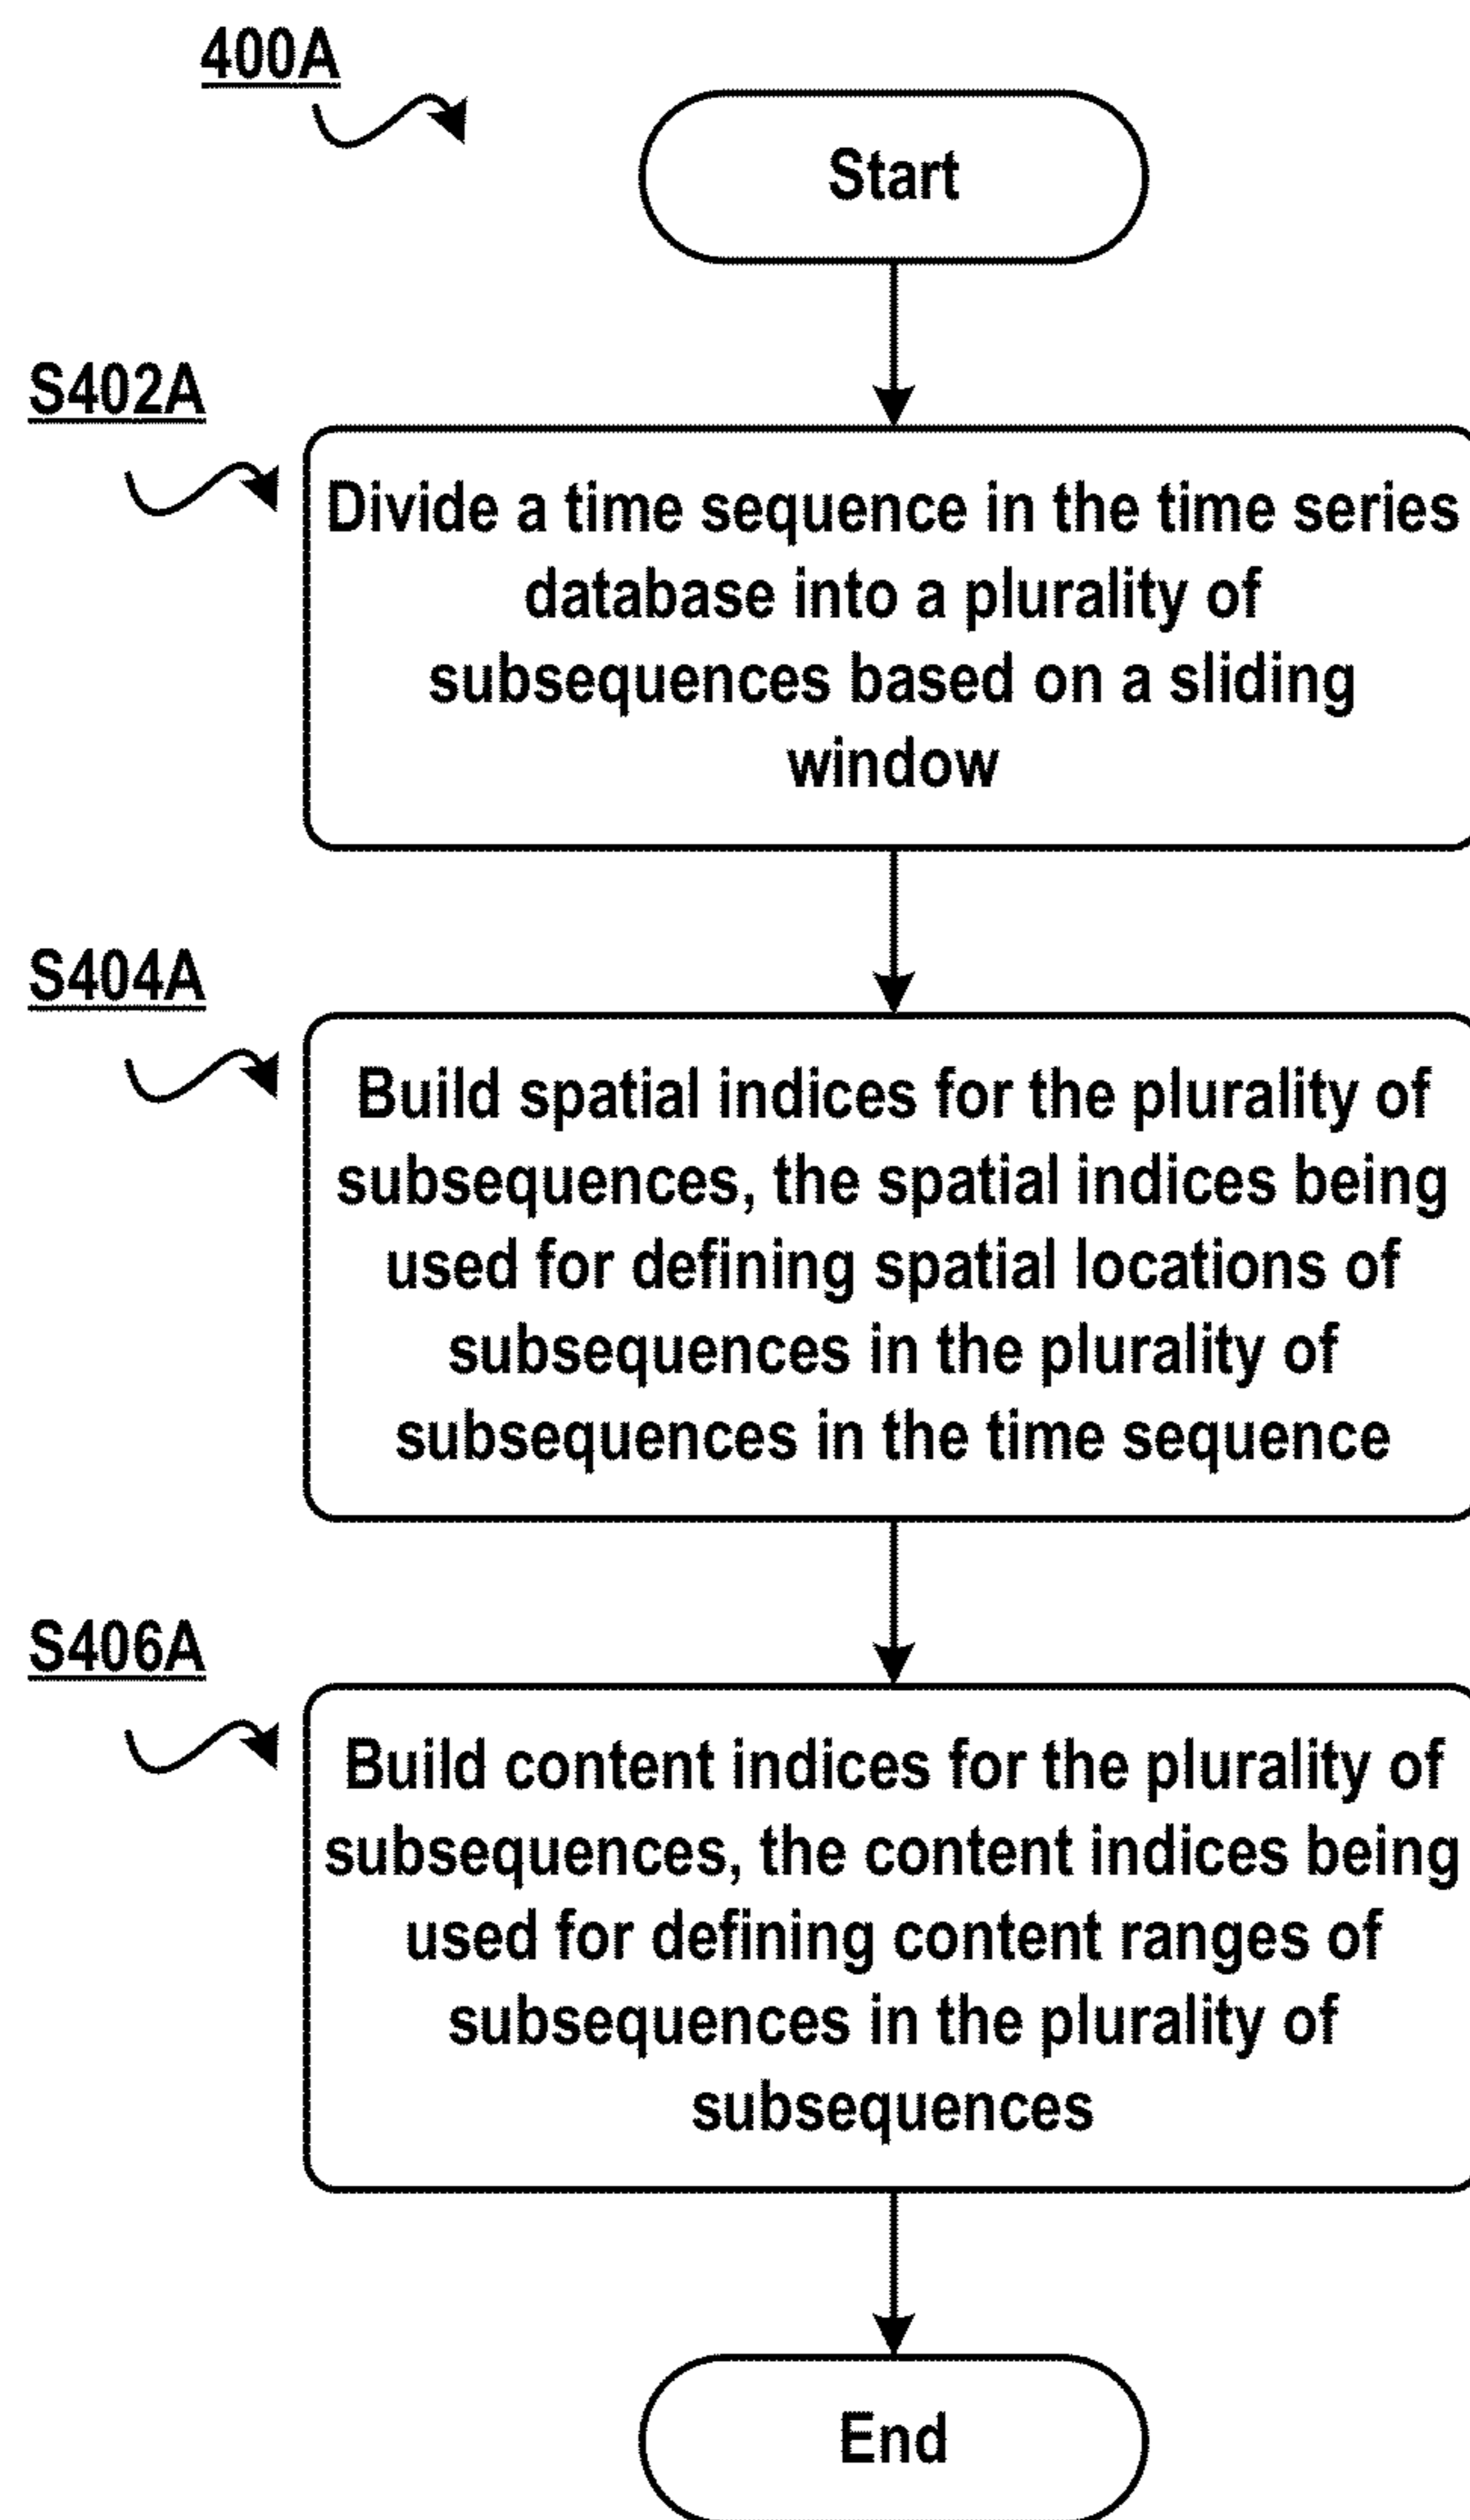 400A
Start
S402A
Divide a time sequence in the time series
database into a plurality of
subsequences based on a sliding
window
S404A
Build spatial indices for the plurality of
subsequences, the spatial indices being
used for defining spatial locations of
subsequences in the plurality of
subsequences in the time sequence
S406A
Build content indices for the plurality of
subsequences, the content indices being
used for defining content ranges of
subsequences in the plurality of
subsequences
End